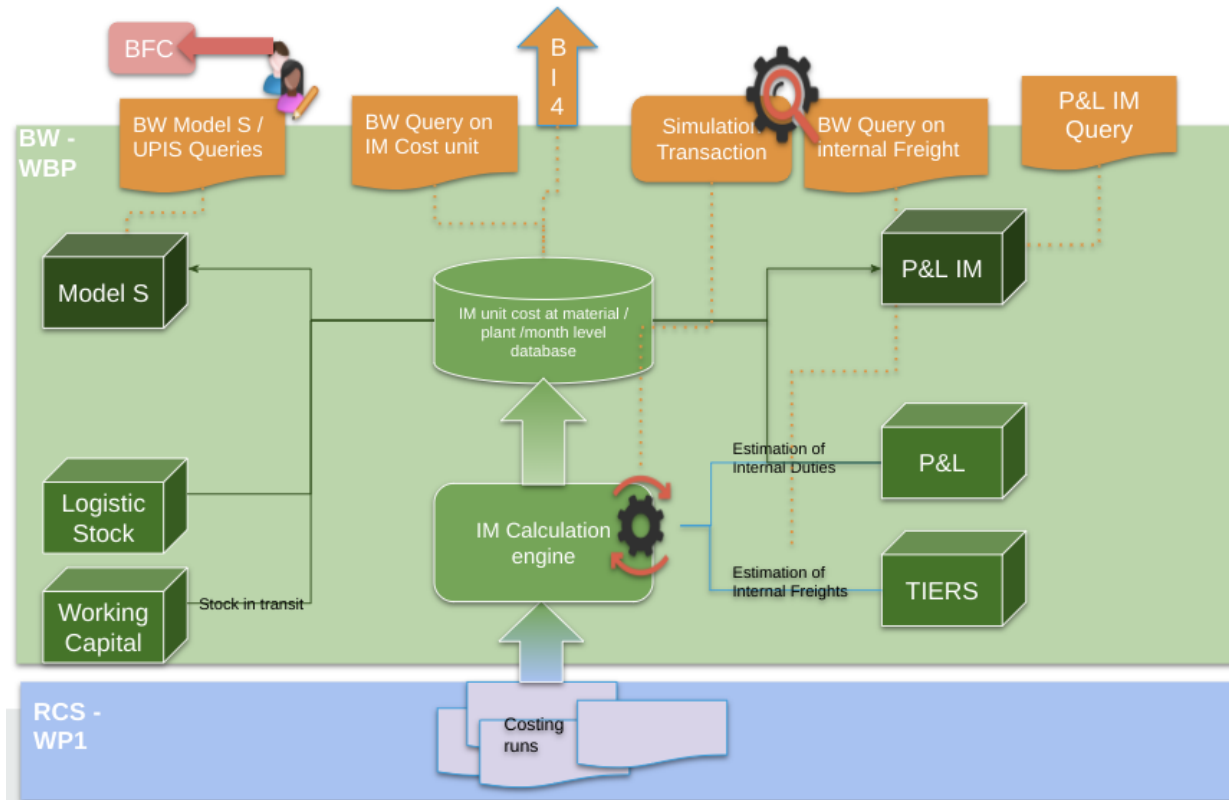 BFC
B
I
4
BW Model S /
UPIS Queries
BW Query on
IM Cost unit
Simulation
Transaction
BW Query on
internal Freight
P&L IM
Query
BW -
WBP
Model S
IM unit cost at material /
plant /month level
database
P&L IM
Logistic
Stock
Working
Capital
Stock in transit
IM Calculation
engine
Estimation of
Internal Duties
P&L
Estimation of
Internal Freights
TIERS
RCS -
WP1
Costing
runs